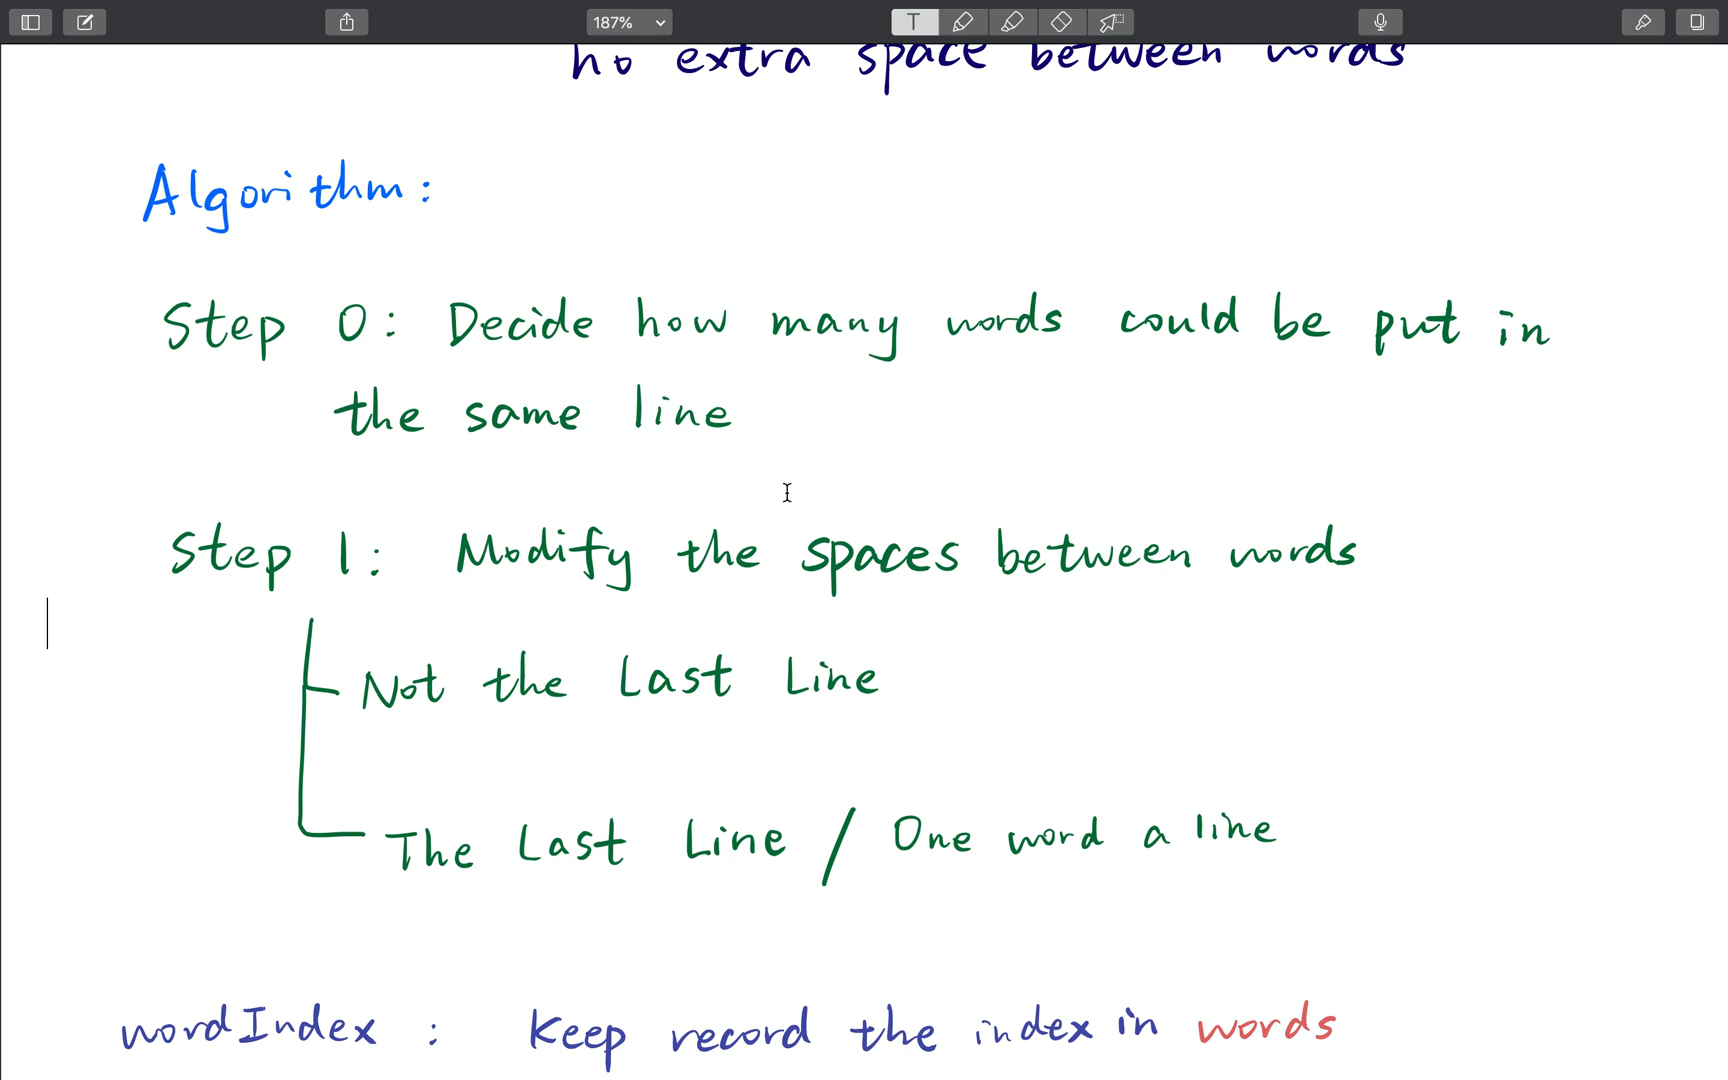 187%
T
no extra space between words
Algorithm:
Step 0: Decide how many words could be put in
the same line
Step 1: Modify the spaces between words
Not the Last Line
The Last Line / One word a line
wordIndex : Keep record the index in words